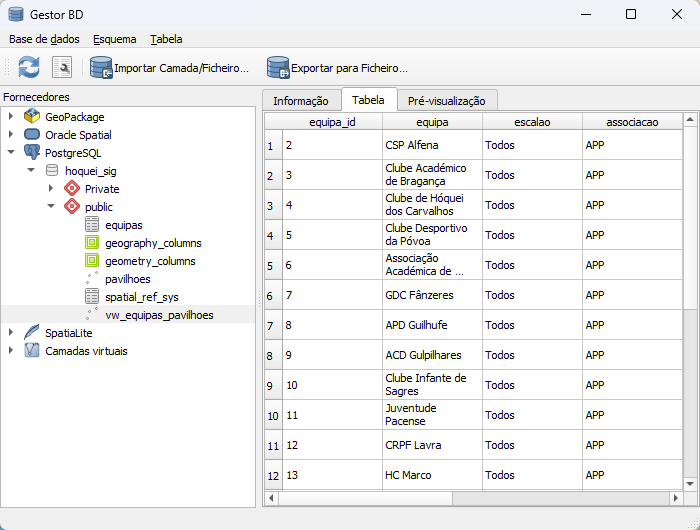 Gestor BD
Base de dados Esquema Tabela
Importar Camada/Ficheiro... Exportar para Ficheiro...
Fornecedores
GeoPackage
Oracle Spatial
PostgreSQL
hoquei_sig
Private
public
equipas
geography_columns
geometry_columns
pavilhoes
spatial_ref_sys
vw_equipas_pavilhoes
SpatiaLite
Camadas virtuais
Informação Tabela Pré-visualização
equipa_id equipa escalao associacao
1 2 CSP Alfena Todos APP
2 3 Clube Académico de Bragança Todos APP
3 4 Clube de Hóquei dos Carvalhos Todos APP
4 5 Clube Desportivo da Póvoa Todos APP
5 6 Associação Académica de ... Todos APP
6 7 GDC Fânzeres Todos APP
7 8 APD Guilhufe Todos APP
8 9 ACD Gulpilhares Todos APP
9 10 Clube Infante de Sagres Todos APP
10 11 Juventude Pacense Todos APP
11 12 CRPF Lavra Todos APP
12 13 HC Marco Todos APP